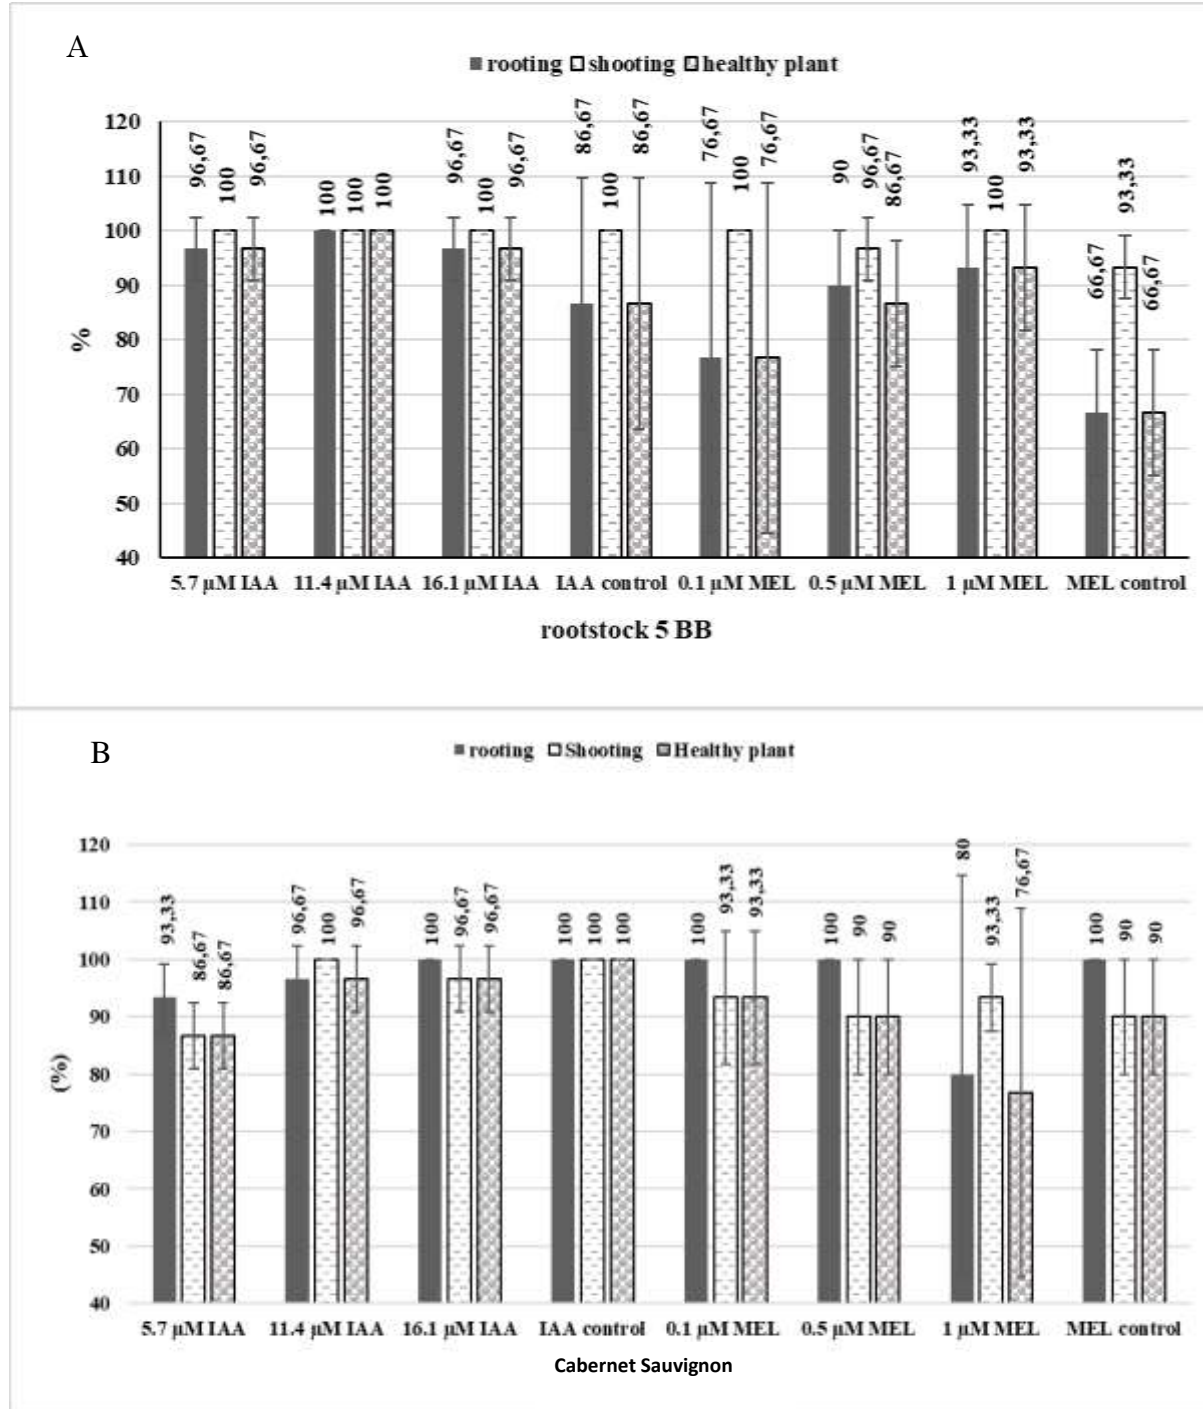 A
rooting shooting healthy plant
96,67 100 96,67 100 100 100 96,67 100 96,67 86,67 100 86,67 76,67 100 76,67 90 96,67 86,67 93,33 100 93,33 66,67 93,33 66,67
120
110
100
90
80
70
60
50
40
%
5.7 µM IAA 11.4 µM IAA 16.1 µM IAA IAA control 0.1 µM MEL 0.5 µM MEL 1 µM MEL MEL control
rootstock 5 BB
B
rooting Shooting Healthy plant
93,33 86,67 86,67 96,67 100 96,67 100 96,67 96,67 100 100 100 100 93,33 93,33 100 90 90 80 93,33 76,67 100 90 90
120
110
100
90
80
70
60
50
40
(%)
5.7 µM IAA 11.4 µM IAA 16.1 µM IAA IAA control 0.1 µM MEL 0.5 µM MEL 1 µM MEL MEL control
Cabernet Sauvignon